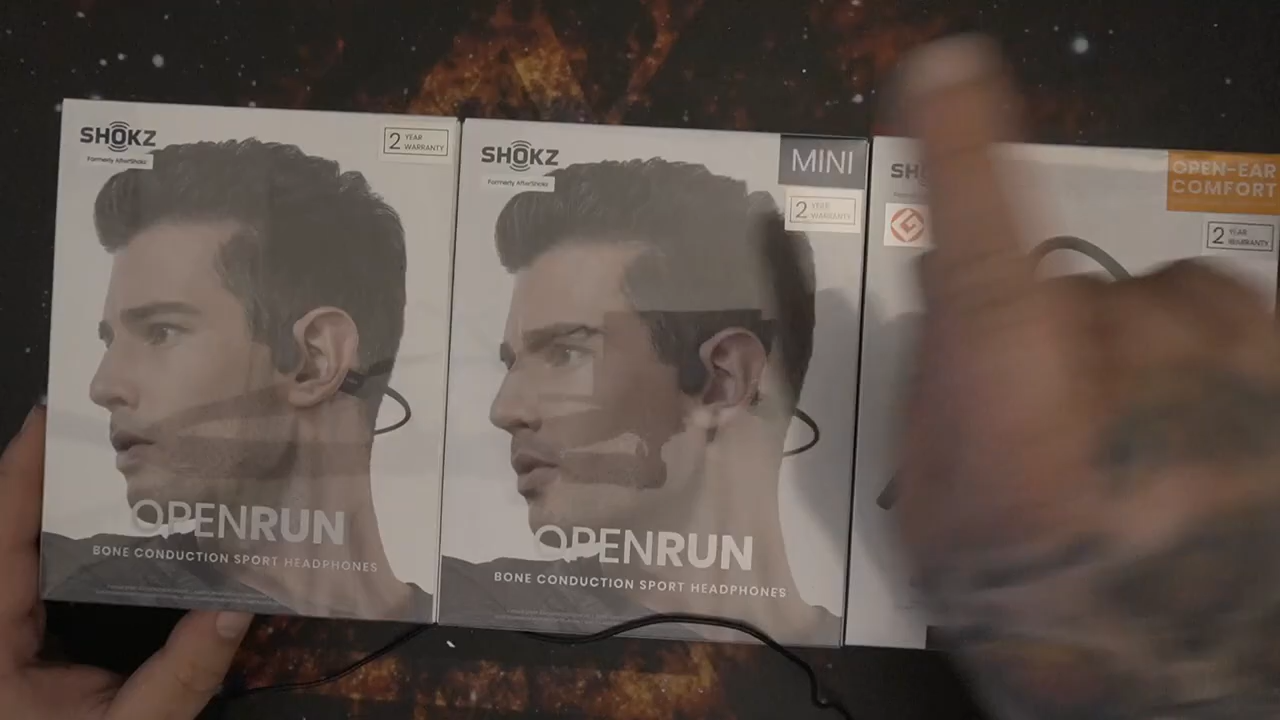 SHOKZ
Formerly AfterShokz
2 YEAR
WARRANTY
OPENRUN
BONE CONDUCTION SPORT HEADPHONES
SHOKZ
Formerly AfterShokz
MINI
2 YEAR
WARRANTY
OPENRUN
BONE CONDUCTION SPORT HEADPHONES
OPEN-EAR
COMFORT
2 YEAR
WARRANTY